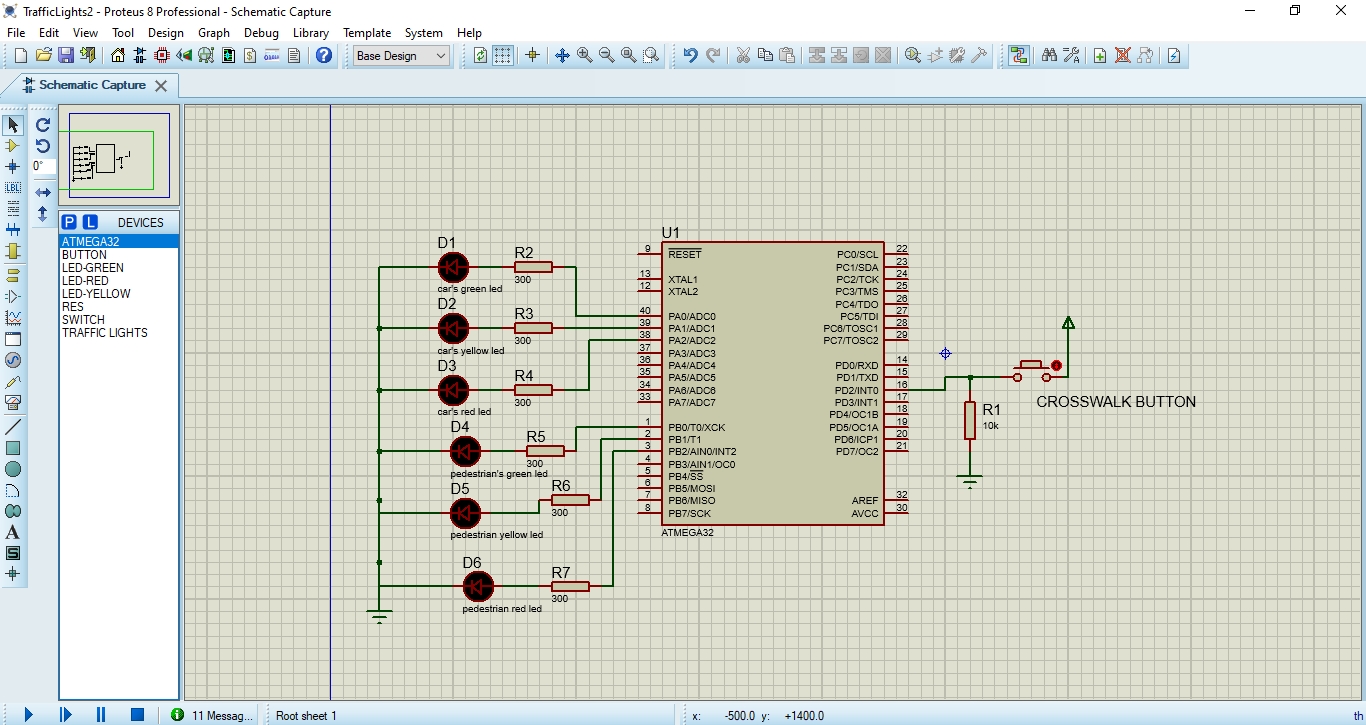 TrafficLights2 - Proteus 8 Professional - Schematic Capture
File Edit View Tool Design Graph Debug Library Template System Help
Base Design
Schematic Capture
0°
LBL
P L DEVICES
ATMEGA32
BUTTON
LED-GREEN
LED-RED
LED-YELLOW
RES
SWITCH
TRAFFIC LIGHTS
D1
R2
300
car's green led
D2
R3
300
car's yellow led
D3
R4
300
car's red led
D4
R5
300
pedestrian's green led
D5
R6
300
pedestrian yellow led
D6
R7
300
pedestrian red led
U1
9 RESET PC0/SCL 22
PC1/SDA 23
13 XTAL1 PC2/TCK 24
12 XTAL2 PC3/TMS 25
PC4/TDO 26
40 PA0/ADC0 PC5/TDI 27
39 PA1/ADC1 PC6/TOSC1 28
38 PA2/ADC2 PC7/TOSC2 29
37 PA3/ADC3
36 PA4/ADC4 PD0/RXD 14
35 PA5/ADC5 PD1/TXD 15
34 PA6/ADC6 PD2/INT0 16
33 PA7/ADC7 PD3/INT1 17
PD4/OC1B 18
1 PB0/T0/XCK PD5/OC1A 19
2 PB1/T1 PD6/ICP1 20
3 PB2/AIN0/INT2 PD7/OC2 21
4 PB3/AIN1/OC0
5 PB4/SS
6 PB5/MOSI
7 PB6/MISO AREF 32
8 PB7/SCK AVCC 30
ATMEGA32
R1
10k
CROSSWALK BUTTON
11 Messag... Root sheet 1 x: -500.0 y: +1400.0 th